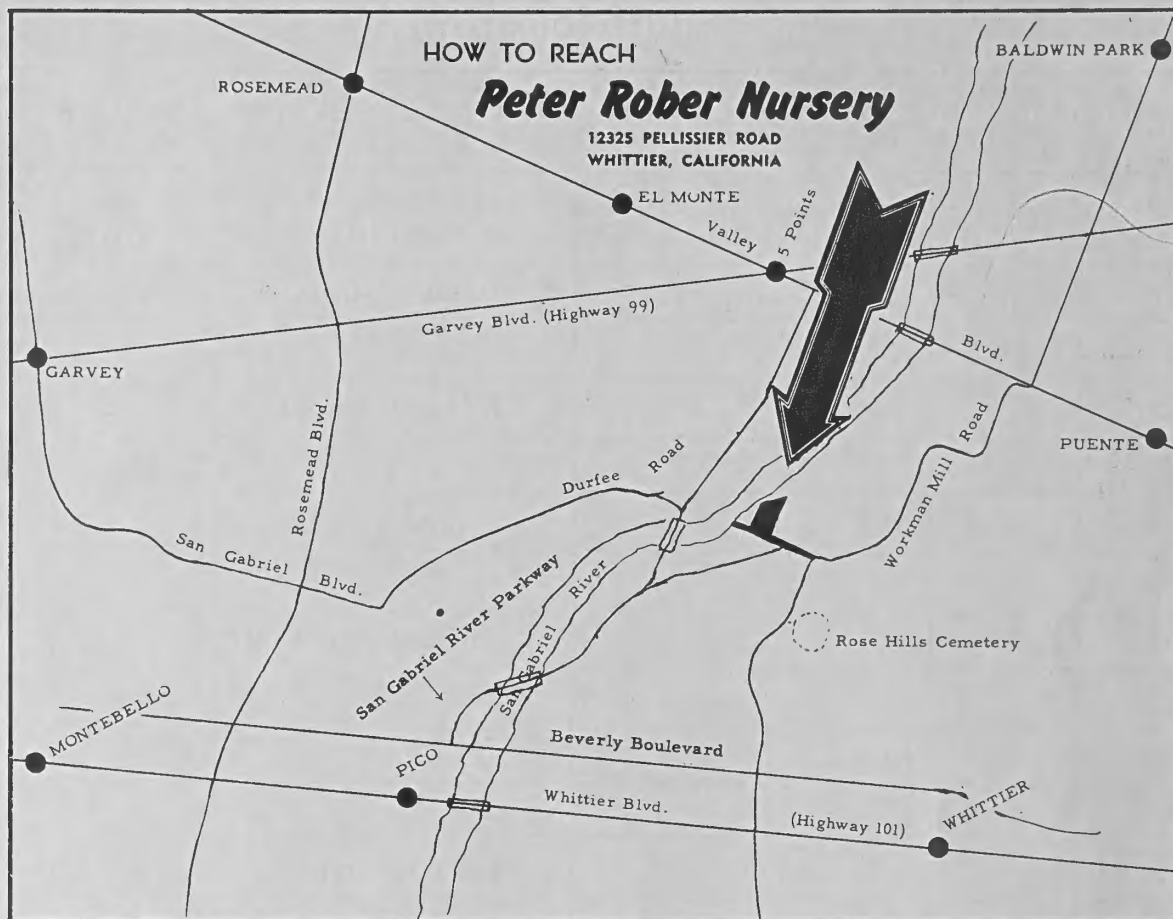 HOW TO REACH
Peter Rober Nursery
12325 PELLISSIER ROAD
WHITTIER, CALIFORNIA
BALDWIN PARK
ROSEMEAD
EL MONTE
Valley
5 Points
Garvey Blvd. (Highway 99)
Blvd.
GARVEY
PUENTE
Rosemead Blvd.
Durfee Road
Workman Mill Road
San Gabriel Blvd.
San Gabriel River Parkway
San Gabriel River
Rose Hills Cemetery
MONTEBELLO
Beverly Boulevard
PICO
Whittier Blvd.
(Highway 101)
WHITTIER